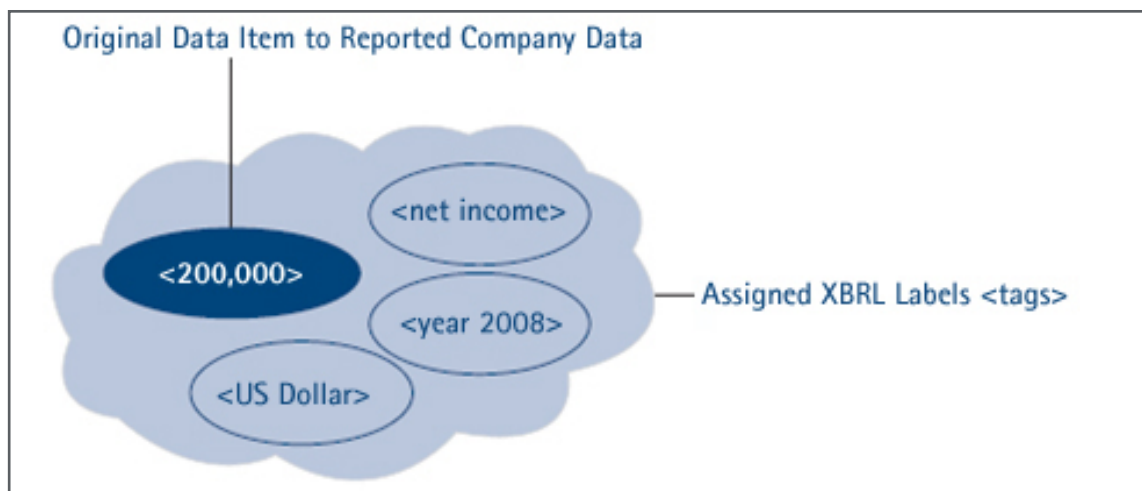 Original Data Item to Reported Company Data
<net income>
<200,000>
Assigned XBRL Labels <tags>
<year 2008>
<US Dollar>